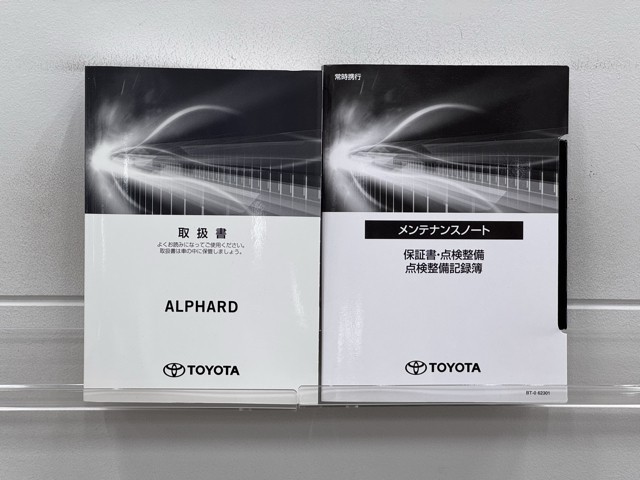 取扱書
よくお読みになってご使用ください。
取扱書は車の中に保管しましょう。
ALPHARD
TOYOTA
常時携行
メンテナンスノート
保証書・点検整備
点検整備記録簿
TOYOTA
BT-0 62301